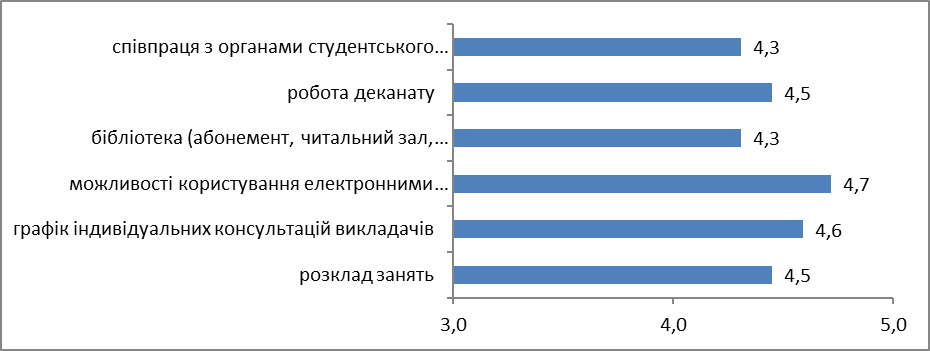 співпраця з органами студентського... 4,3
робота деканату 4,5
бібліотека (абонемент, читальний зал,... 4,3
можливості користування електронними... 4,7
графік індивідуальних консультацій викладачів 4,6
розклад занять 4,5
3,0 4,0 5,0